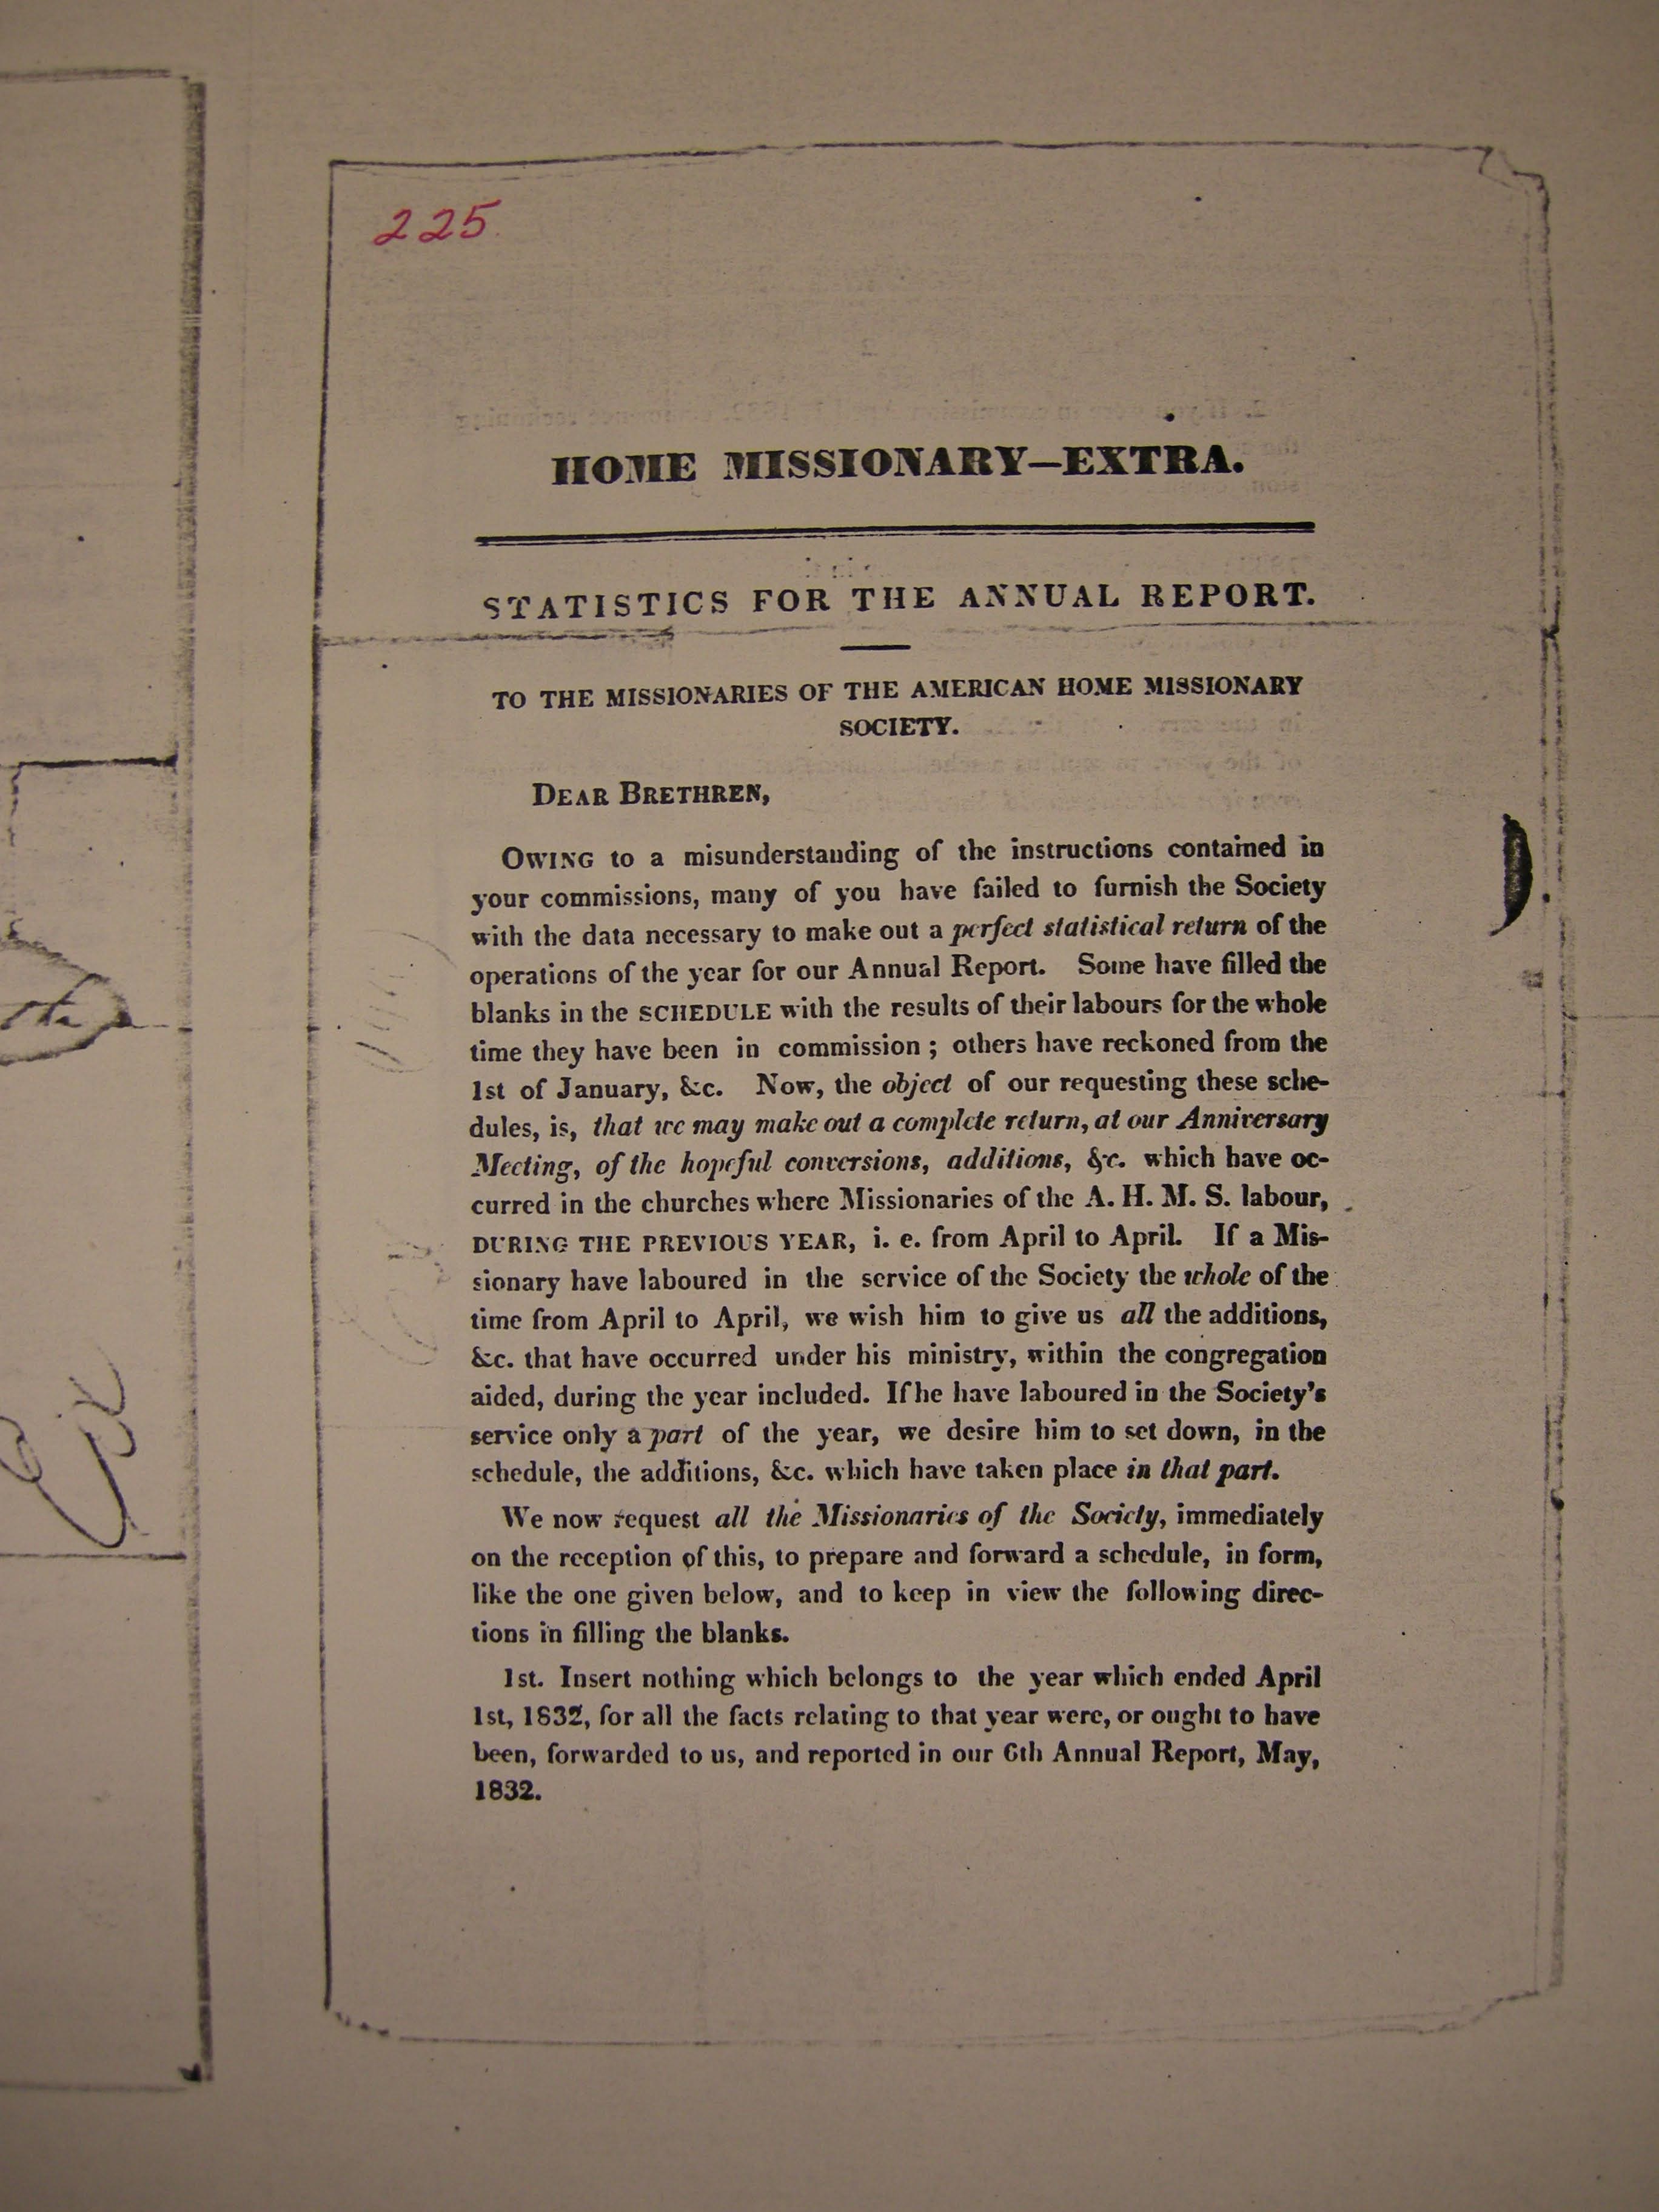 225
HOME MISSIONARY—EXTRA.
STATISTICS FOR THE ANNUAL REPORT.
TO THE MISSIONARIES OF THE AMERICAN HOME MISSIONARY
SOCIETY.
DEAR BRETHREN,
OWING to a misunderstanding of the instructions contained in
your commissions, many of you have failed to furnish the Society
with the data necessary to make out a perfect statistical return of the
operations of the year for our Annual Report. Some have filled the
blanks in the SCHEDULE with the results of their labours for the whole
time they have been in commission ; others have reckoned from the
1st of January, &c. Now, the object of our requesting these sche-
dules, is, that we may make out a complete return, at our Anniversary
Meeting, of the hopeful conversions, additions, &c. which have oc-
curred in the churches where Missionaries of the A. H. M. S. labour,
DURING THE PREVIOUS YEAR, i. e. from April to April. If a Mis-
sionary have laboured in the service of the Society the whole of the
time from April to April, we wish him to give us all the additions,
&c. that have occurred under his ministry, within the congregation
aided, during the year included. If he have laboured in the Society's
service only a part of the year, we desire him to set down, in the
schedule, the additions, &c. which have taken place in that part.
We now request all the Missionaries of the Society, immediately
on the reception of this, to prepare and forward a schedule, in form,
like the one given below, and to keep in view the following direc-
tions in filling the blanks.
1st. Insert nothing which belongs to the year which ended April
1st, 1832, for all the facts relating to that year were, or ought to have
been, forwarded to us, and reported in our 6th Annual Report, May,
1832.